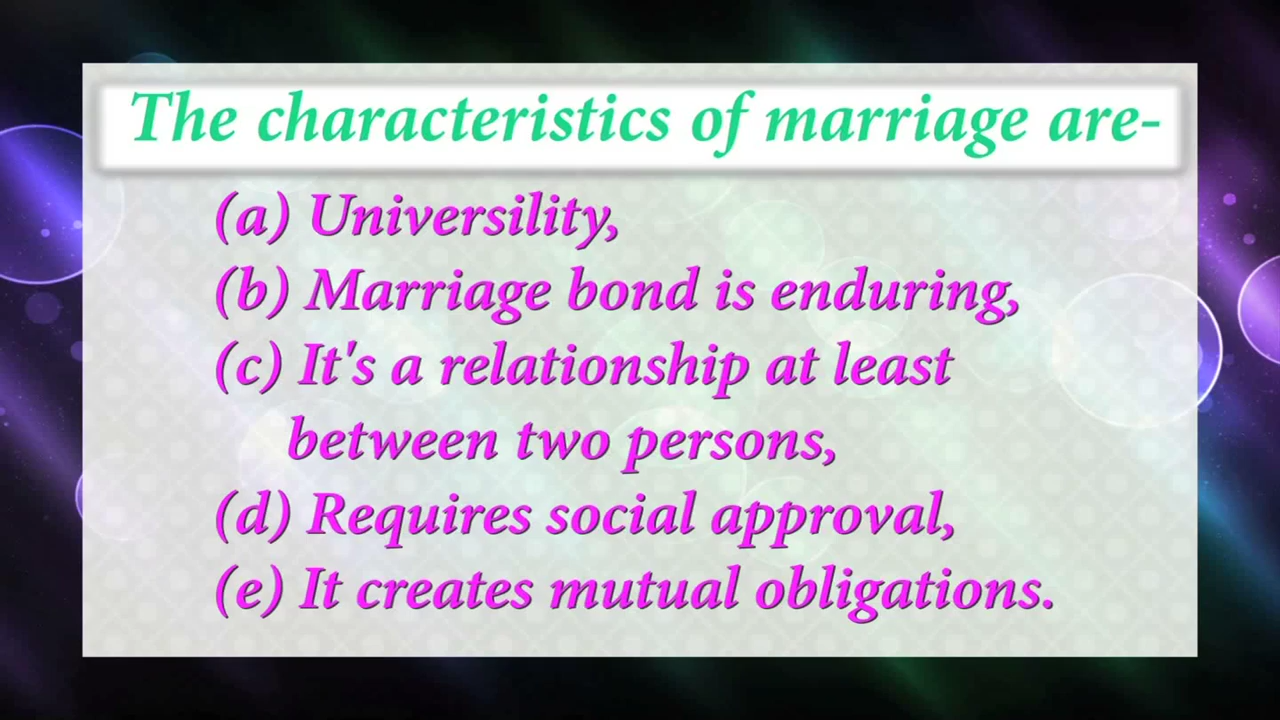 The characteristics of marriage are-
(a) Universility,
(b) Marriage bond is enduring,
(c) It's a relationship at least
between two persons,
(d) Requires social approval,
(e) It creates mutual obligations.